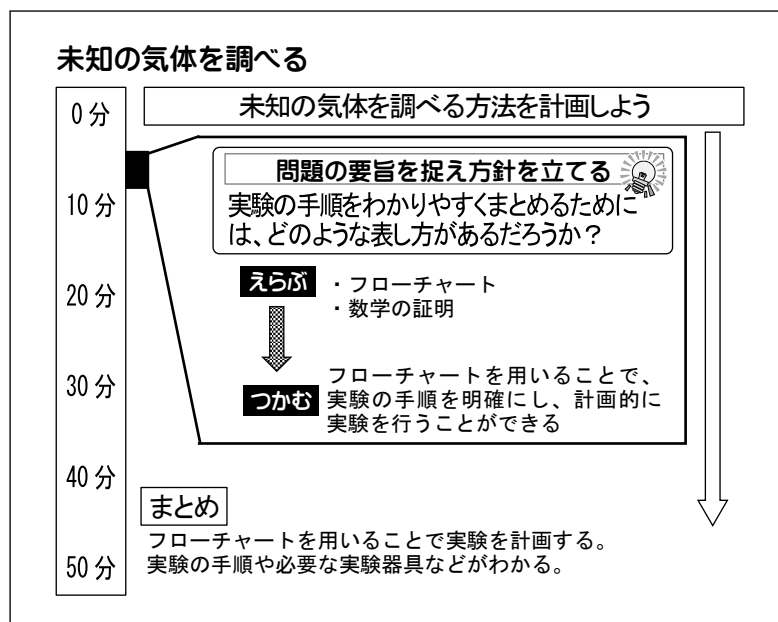 未知の気体を調べる
0分
未知の気体を調べる方法を計画しよう
問題の要旨を捉え方針を立てる
10分
実験の手順をわかりやすくまとめるために
は、どのような表し方があるだろうか？
20分
えらぶ
・フローチャート
・数学の証明
30分
つかむ
フローチャートを用いることで、
実験の手順を明確にし、計画的に
実験を行うことができる
40分
まとめ
フローチャートを用いることで実験を計画する。
50分
実験の手順や必要な実験器具などがわかる。